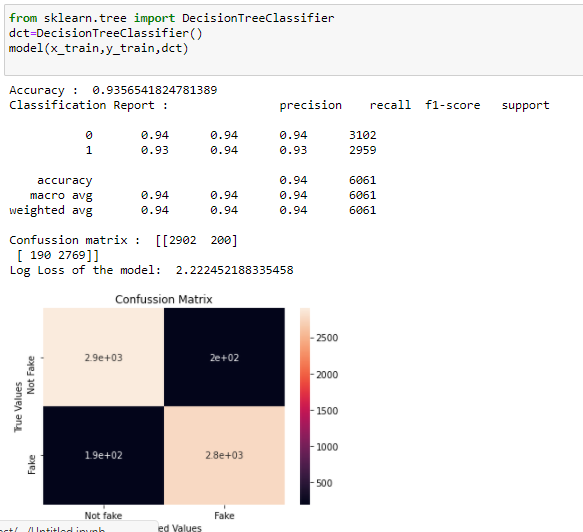 from sklearn.tree import DecisionTreeClassifier
dct=DecisionTreeClassifier()
model(x_train,y_train,dct)
Accuracy :  0.9356541824781389
Classification Report :               precision    recall  f1-score   support
0       0.94      0.94      0.94      3102
1       0.93      0.94      0.93      2959
accuracy                           0.94      6061
macro avg       0.94      0.94      0.94      6061
weighted avg       0.94      0.94      0.94      6061
Confussion matrix :  [[2902  200]
[ 190 2769]]
Log Loss of the model:  2.222452188335458
Confussion Matrix
True Values
Not Fake
Fake
2.9e+03
2e+02
1.9e+02
2.8e+03
2500
2000
1500
1000
500
Not fake
Fake
ed Values
/Untitled.ipynb